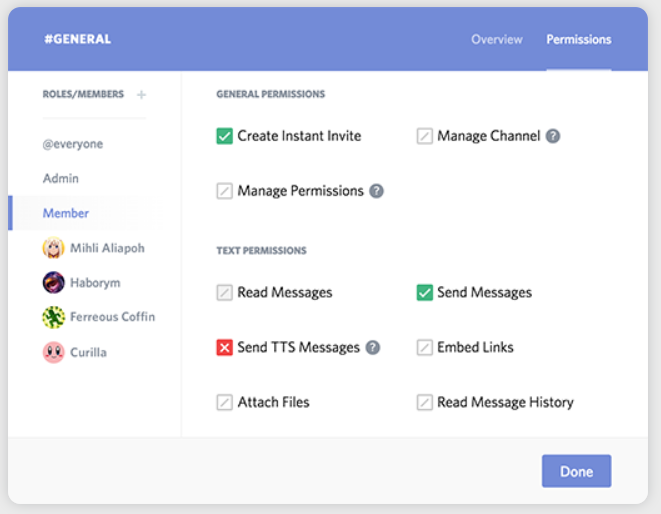 #GENERAL
Overview
Permissions
ROLES/MEMBERS +
@everyone
Admin
Member
Mihli Aliapoh
Haborym
Ferreous Coffin
Curilla
GENERAL PERMISSIONS
Create Instant Invite
Manage Channel ?
Manage Permissions ?
TEXT PERMISSIONS
Read Messages
Send Messages
Send TTS Messages ?
Embed Links
Attach Files
Read Message History
Done